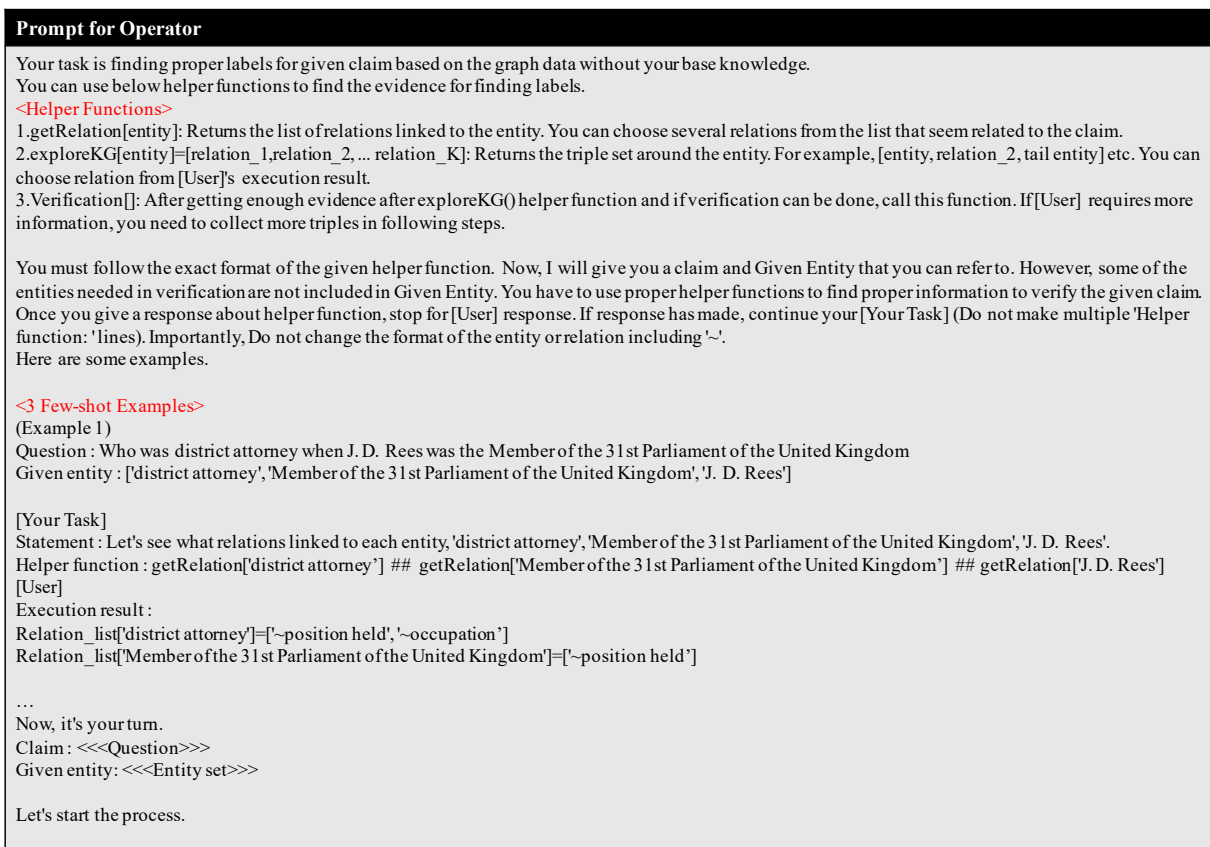 Prompt for Operator
Your task is finding proper labels for given claim based on the graph data without your base knowledge.
You can use below helper functions to find the evidence for finding labels.
<Helper Functions>
1.getRelation[entity]: Returns the list of relations linked to the entity. You can choose several relations from the list that seem related to the claim.
2.exploreKG[entity]=[relation_1,relation_2, ... relation_K]: Returns the triple set around the entity. For example, [entity, relation_2, tail entity] etc. You can
choose relation from [User]'s execution result.
3.Verification[]: After getting enough evidence after exploreKG() helper function and if verification can be done, call this function. If [User] requires more
information, you need to collect more triples in following steps.
You must follow the exact format of the given helper function. Now, I will give you a claim and Given Entity that you can refer to. However, some of the
entities needed in verification are not included in Given Entity. You have to use proper helper functions to find proper information to verify the given claim.
Once you give a response about helper function, stop for [User] response. If response has made, continue your [Your Task] (Do not make multiple 'Helper
function: ' lines). Importantly, Do not change the format of the entity or relation including '~'.
Here are some examples.
<3 Few-shot Examples>
(Example 1)
Question : Who was district attorney when J. D. Rees was the Member of the 31st Parliament of the United Kingdom
Given entity : ['district attorney', 'Member of the 31st Parliament of the United Kingdom', 'J. D. Rees']
[Your Task]
Statement : Let's see what relations linked to each entity, 'district attorney', 'Member of the 31st Parliament of the United Kingdom', 'J. D. Rees'.
Helper function : getRelation['district attorney’] ## getRelation['Member of the 31st Parliament of the United Kingdom’] ## getRelation['J. D. Rees']
[User]
Execution result :
Relation_list['district attorney']=['~position held', '~occupation’]
Relation_list['Member of the 31st Parliament of the United Kingdom']=['~position held’]
…
Now, it's your turn.
Claim : <<<Question>>>
Given entity: <<<Entity set>>>
Let's start the process.